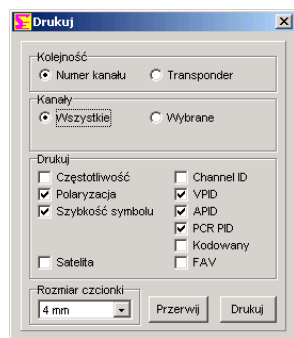 Drukuj
Kolejność
Numer kanału Transponder
Kanały
Wszystkie Wybrane
Drukuj
Częstotliwość Channel ID
Polaryzacja VPID
Szybkość symbolu APID
PCR PID
Kodowany
Satelita FAV
Rozmiar czcionki
4 mm Przerwij Drukuj